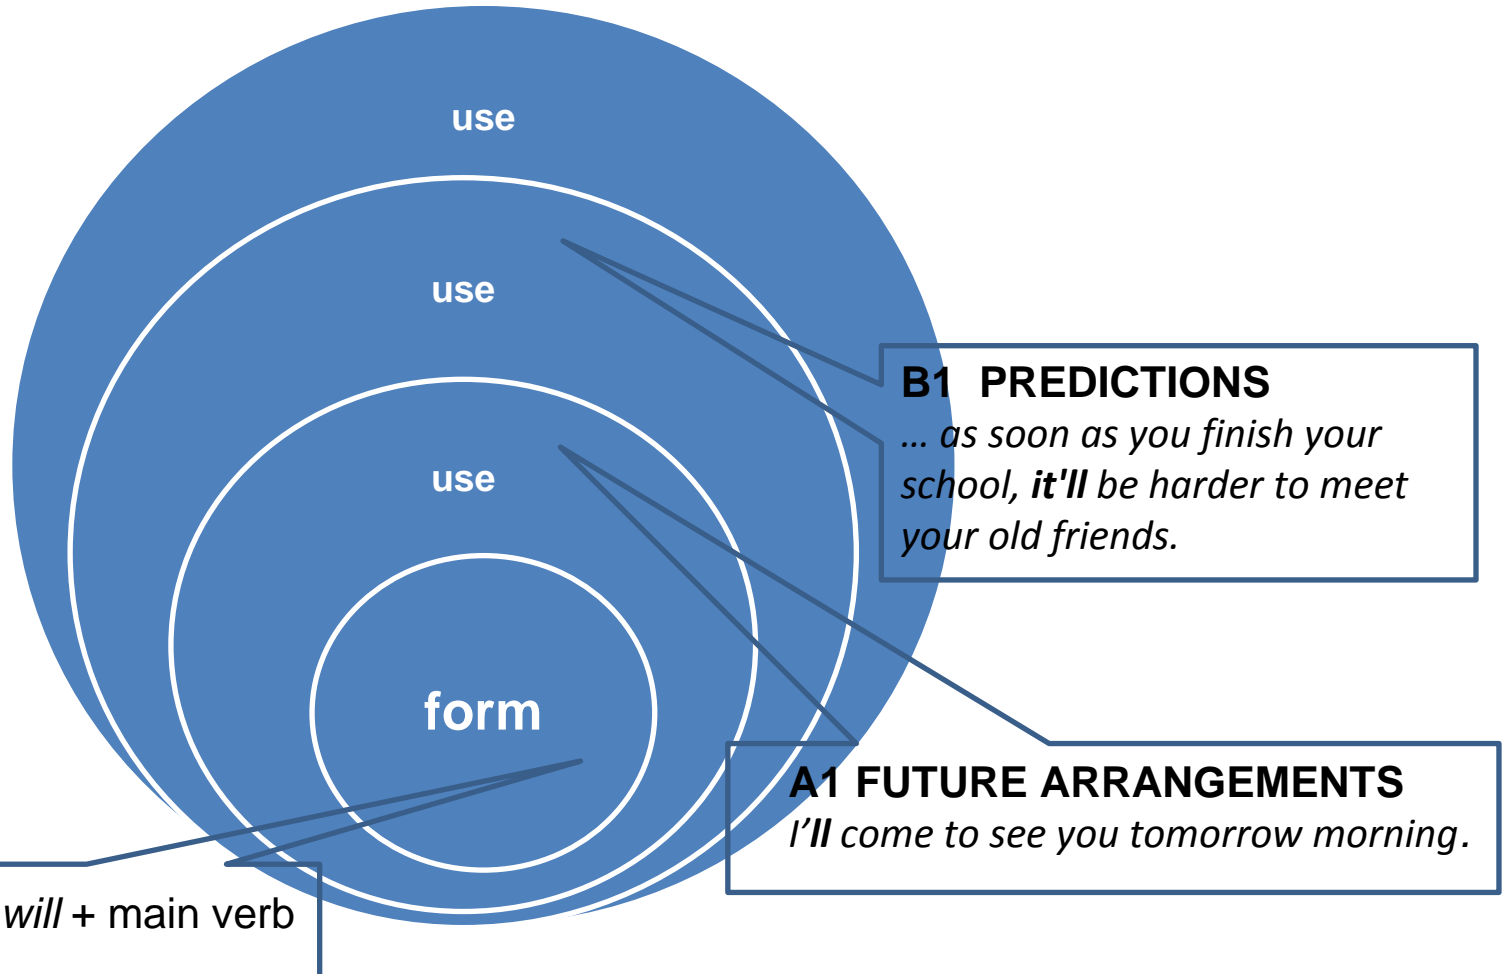 use
use
B1 PREDICTIONS
... as soon as you finish your
school, it'll be harder to meet
your old friends.
use
form
A1 FUTURE ARRANGEMENTS
I’ll come to see you tomorrow morning.
will + main verb